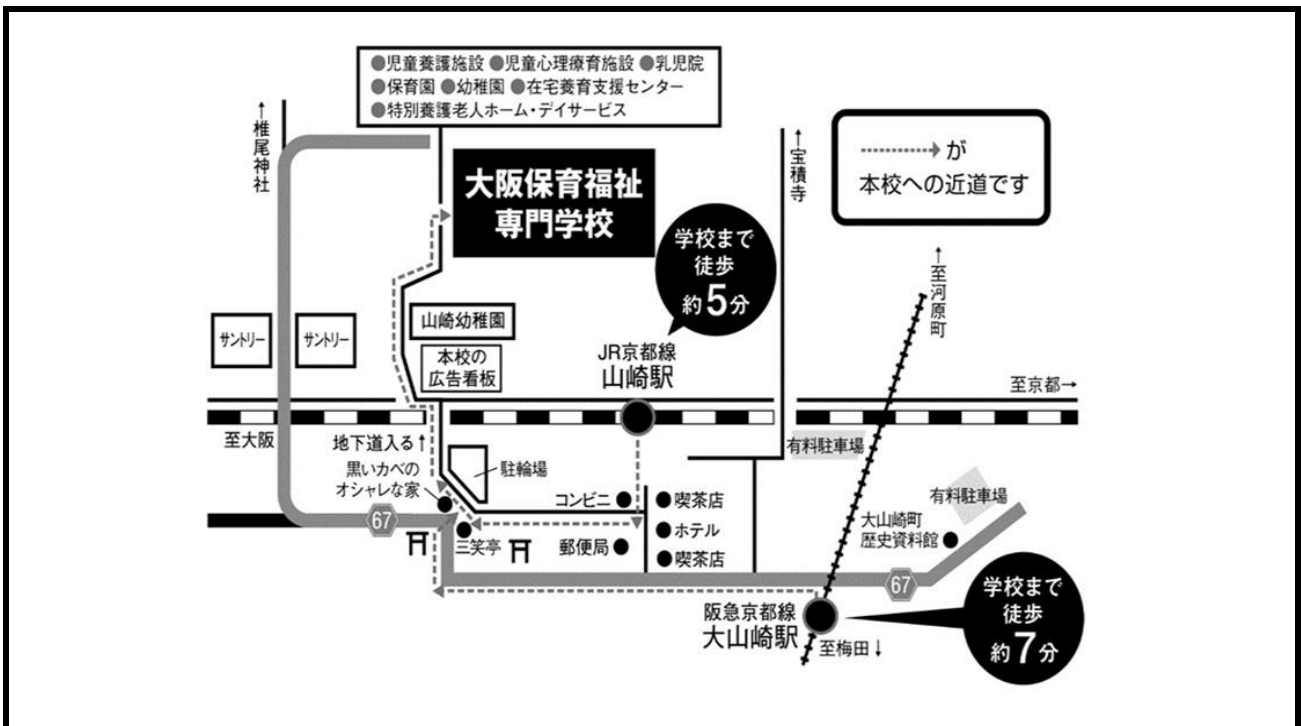 ●児童養護施設 ●児童心理療育施設 ●乳児院
●保育園 ●幼稚園 ●在宅養育支援センター
●特別養護老人ホーム・デイサービス
↑椎尾神社
大阪保育福祉
専門学校
↑宝積寺
が
本校への近道です
学校まで
徒歩
約5分
↑至河原町
サントリー
サントリー
山崎幼稚園
本校の
広告看板
JR京都線
山崎駅
至京都→
至大阪
地下道入る↑
有料駐車場
黒いカベの
オシャレな家
駐輪場
コンビニ
喫茶店
有料駐車場
67
三笑亭
郵便局
ホテル
喫茶店
大山崎町
歴史資料館
67
阪急京都線
大山崎駅
至梅田↓
学校まで
徒歩
約7分